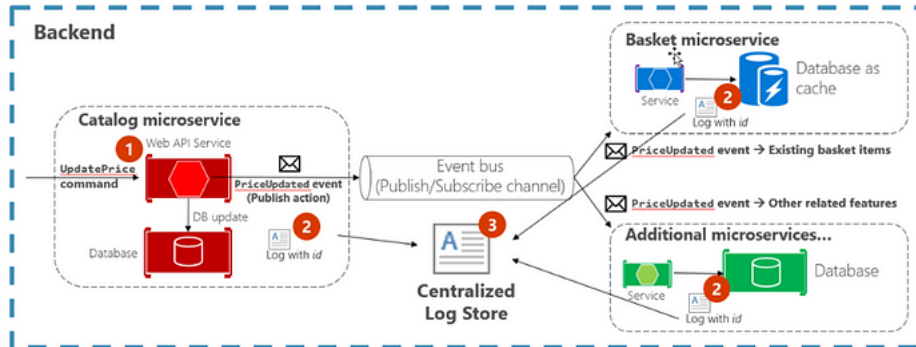 Backend
Catalog microservice
1
Web API Service
UpdatePrice
command
PriceUpdated event
(Publish action)
DB update
Database
2
Log with id
Event bus
(Publish/Subscribe channel)
A
3
Centralized
Log Store
Basket microservice
Service
Database as
cache
2
A
Log with id
PriceUpdated event → Existing basket items
PriceUpdated event → Other related features
Additional microservices...
Service
Database
2
A
Log with id